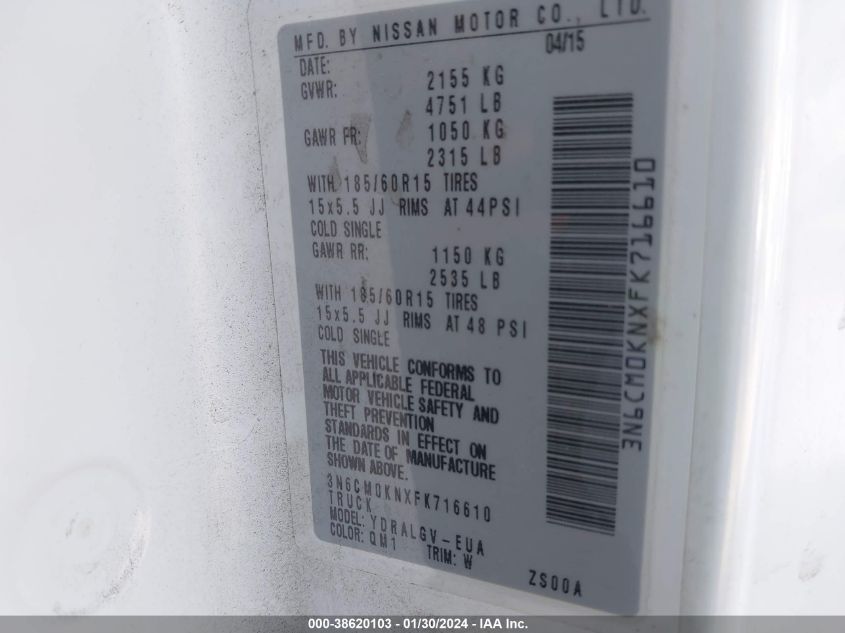 MFD. BY NISSAN MOTOR CO., LTD.
DATE: 04/15
GVWR: 2155 KG
4751 LB
GAWR FR: 1050 KG
2315 LB
WITH 185/60R15 TIRES
15x5.5 JJ RIMS AT 44PSI
COLD SINGLE
GAWR RR: 1150 KG
2535 LB
WITH 185/60R15 TIRES
15x5.5 JJ RIMS AT 48 PSI
COLD SINGLE
THIS VEHICLE CONFORMS TO
ALL APPLICABLE FEDERAL
MOTOR VEHICLE SAFETY AND
THEFT PREVENTION
STANDARDS IN EFFECT ON
THE DATE OF MANUFACTURE
SHOWN ABOVE.
3N6CM0KNXFK716610
TRUCK
MODEL: YDRALGV-EUA
COLOR: QM1 TRIM: W
ZS00A
3N6CM0KNXFK716610
000-38620103 - 01/30/2024 - IAA Inc.